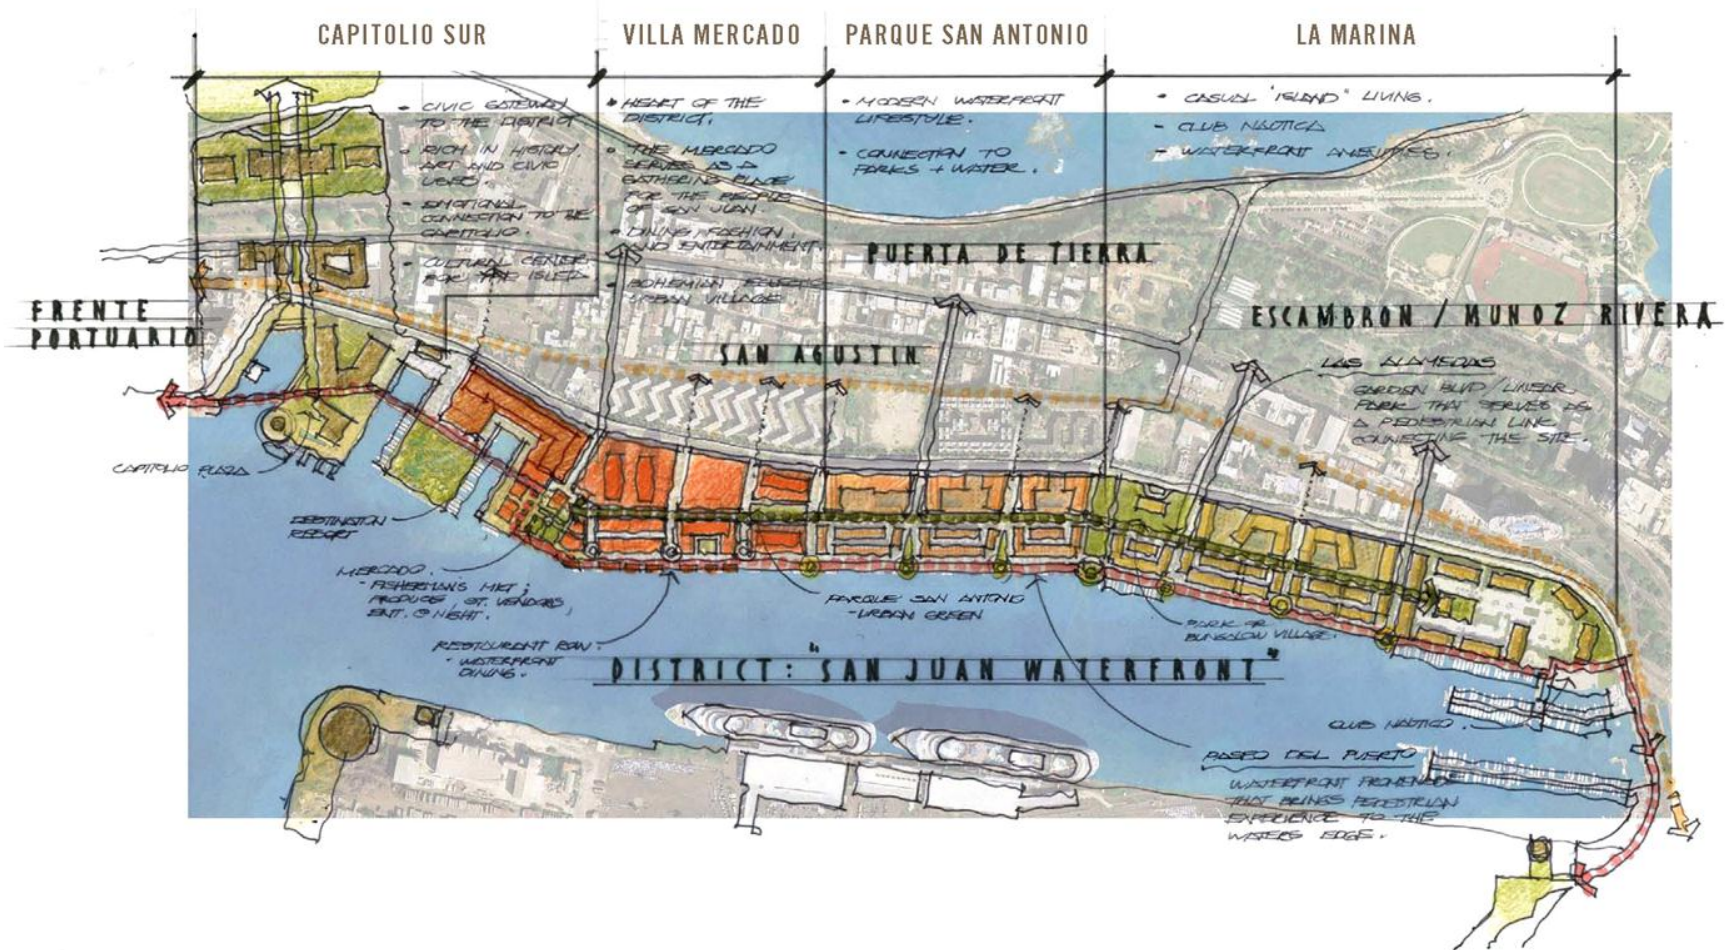 CAPITOLIO SUR
VILLA MERCADO
PARQUE SAN ANTONIO
LA MARINA
• CIVIC GATEWAY
TO THE DISTRICT
• RICH IN HISTORY,
ART AND CIVIC
USES.
• EMOTIONAL
CONNECTION TO THE
CAPITOLIO.
• CULTURAL CENTER
FOR THE ISLETA
• HEART OF THE
DISTRICT.
• THE MERCADO
SERVES AS A
GATHERING PLACE
FOR THE PEOPLE
OF SAN JUAN.
• DINING, FASHION,
AND ENTERTAINMENT.
• BOHEMIAN, ECLECTIC
URBAN VILLAGE.
• MODERN WATERFRONT
LIFESTYLE.
• CONNECTION TO
PARKS + WATER.
• CASUAL "ISLAND" LIVING.
- CLUB NAUTICA
- WATERFRONT AMENITIES.
PUERTA DE TIERRA
FRENTE
PORTUARIO
ESCAMBRON / MUNOZ RIVERA
SAN AGUSTIN
LAS ALAMEDAS
GARDEN BLVD/LINEAR
PARK THAT SERVES AS
A PEDESTRIAN LINK
CONNECTING THE SITE.
CAPITOLIO PLAZA
DESTINATION
RESORT
MERCADO.
- FISHERMAN'S MKT;
PRODUCE, ST. VENDORS,
ENT. @ NIGHT.
RESTAURANT ROW:
- WATERFRONT
DINING.
PARQUE SAN ANTONIO
- URBAN GREEN
PARK OR
BUNGALOW VILLAGE.
DISTRICT: "SAN JUAN WATERFRONT"
CLUB NAUTICO.
PASEO DEL PUERTO
WATERFRONT PROMENADE
THAT BRINGS PEDESTRIAN
EXPERIENCE TO THE
WATERS EDGE.